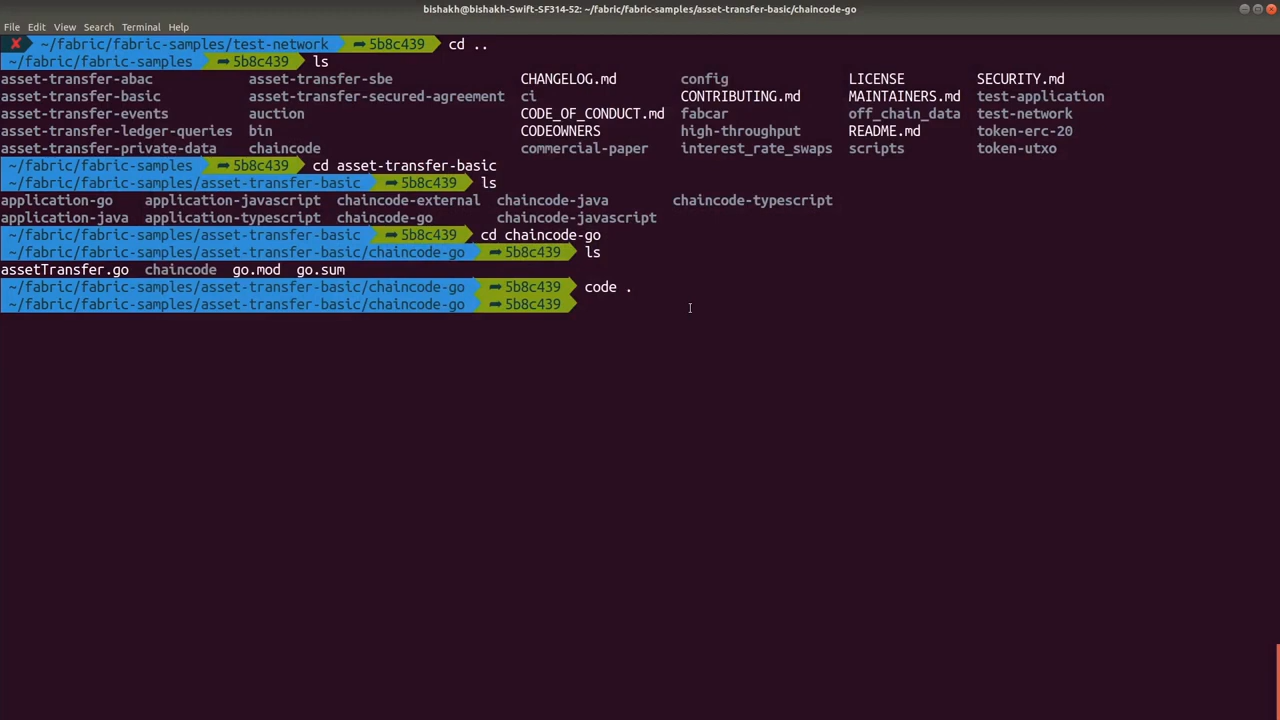 bishakh@bishakh-Swift-SF314-52: ~/fabric/fabric-samples/asset-transfer-basic/chaincode-go
File Edit View Search Terminal Help
✘ ~/fabric/fabric-samples/test-network ➦ 5b8c439 cd ..
~/fabric/fabric-samples ➦ 5b8c439 ls
asset-transfer-abac asset-transfer-sbe CHANGELOG.md config LICENSE SECURITY.md
asset-transfer-basic asset-transfer-secured-agreement ci CONTRIBUTING.md MAINTAINERS.md test-application
asset-transfer-events auction CODE_OF_CONDUCT.md fabcar off_chain_data test-network
asset-transfer-ledger-queries bin CODEOWNERS high-throughput README.md token-erc-20
asset-transfer-private-data chaincode commercial-paper interest_rate_swaps scripts token-utxo
~/fabric/fabric-samples ➦ 5b8c439 cd asset-transfer-basic
~/fabric/fabric-samples/asset-transfer-basic ➦ 5b8c439 ls
application-go application-javascript chaincode-external chaincode-java chaincode-typescript
application-java application-typescript chaincode-go chaincode-javascript
~/fabric/fabric-samples/asset-transfer-basic ➦ 5b8c439 cd chaincode-go
~/fabric/fabric-samples/asset-transfer-basic/chaincode-go ➦ 5b8c439 ls
assetTransfer.go chaincode go.mod go.sum
~/fabric/fabric-samples/asset-transfer-basic/chaincode-go ➦ 5b8c439 code .
~/fabric/fabric-samples/asset-transfer-basic/chaincode-go ➦ 5b8c439